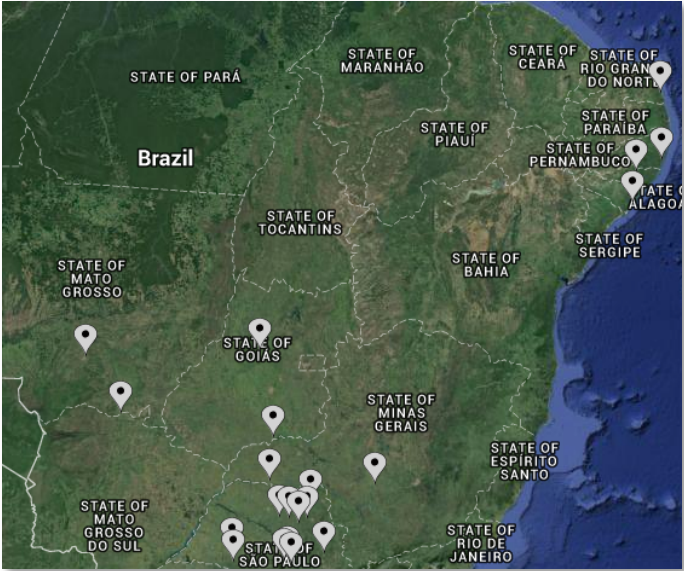 STATE OF
MARANHÃO
STATE OF
CEARÁ
STATE OF
RIO GRAN
DO NORTE
STATE OF PARÁ
STATE OF
PARAÍBA
STATE OF
PIAUÍ
STATE OF
PERNAMBUCO
Brazil
STATE O
ALAGOA
STATE OF
TOCANTINS
STATE OF
SERGIPE
STATE OF
BAHIA
STATE OF
MATO
GROSSO
STATE OF
GOIÁS
STATE OF
MINAS
GERAIS
STATE OF
ESPÍRITO
SANTO
STATE OF
MATO
GROSSO
DO SUL
STATE OF
SÃO PAULO
STATE OF
RIO DE
JANEIRO